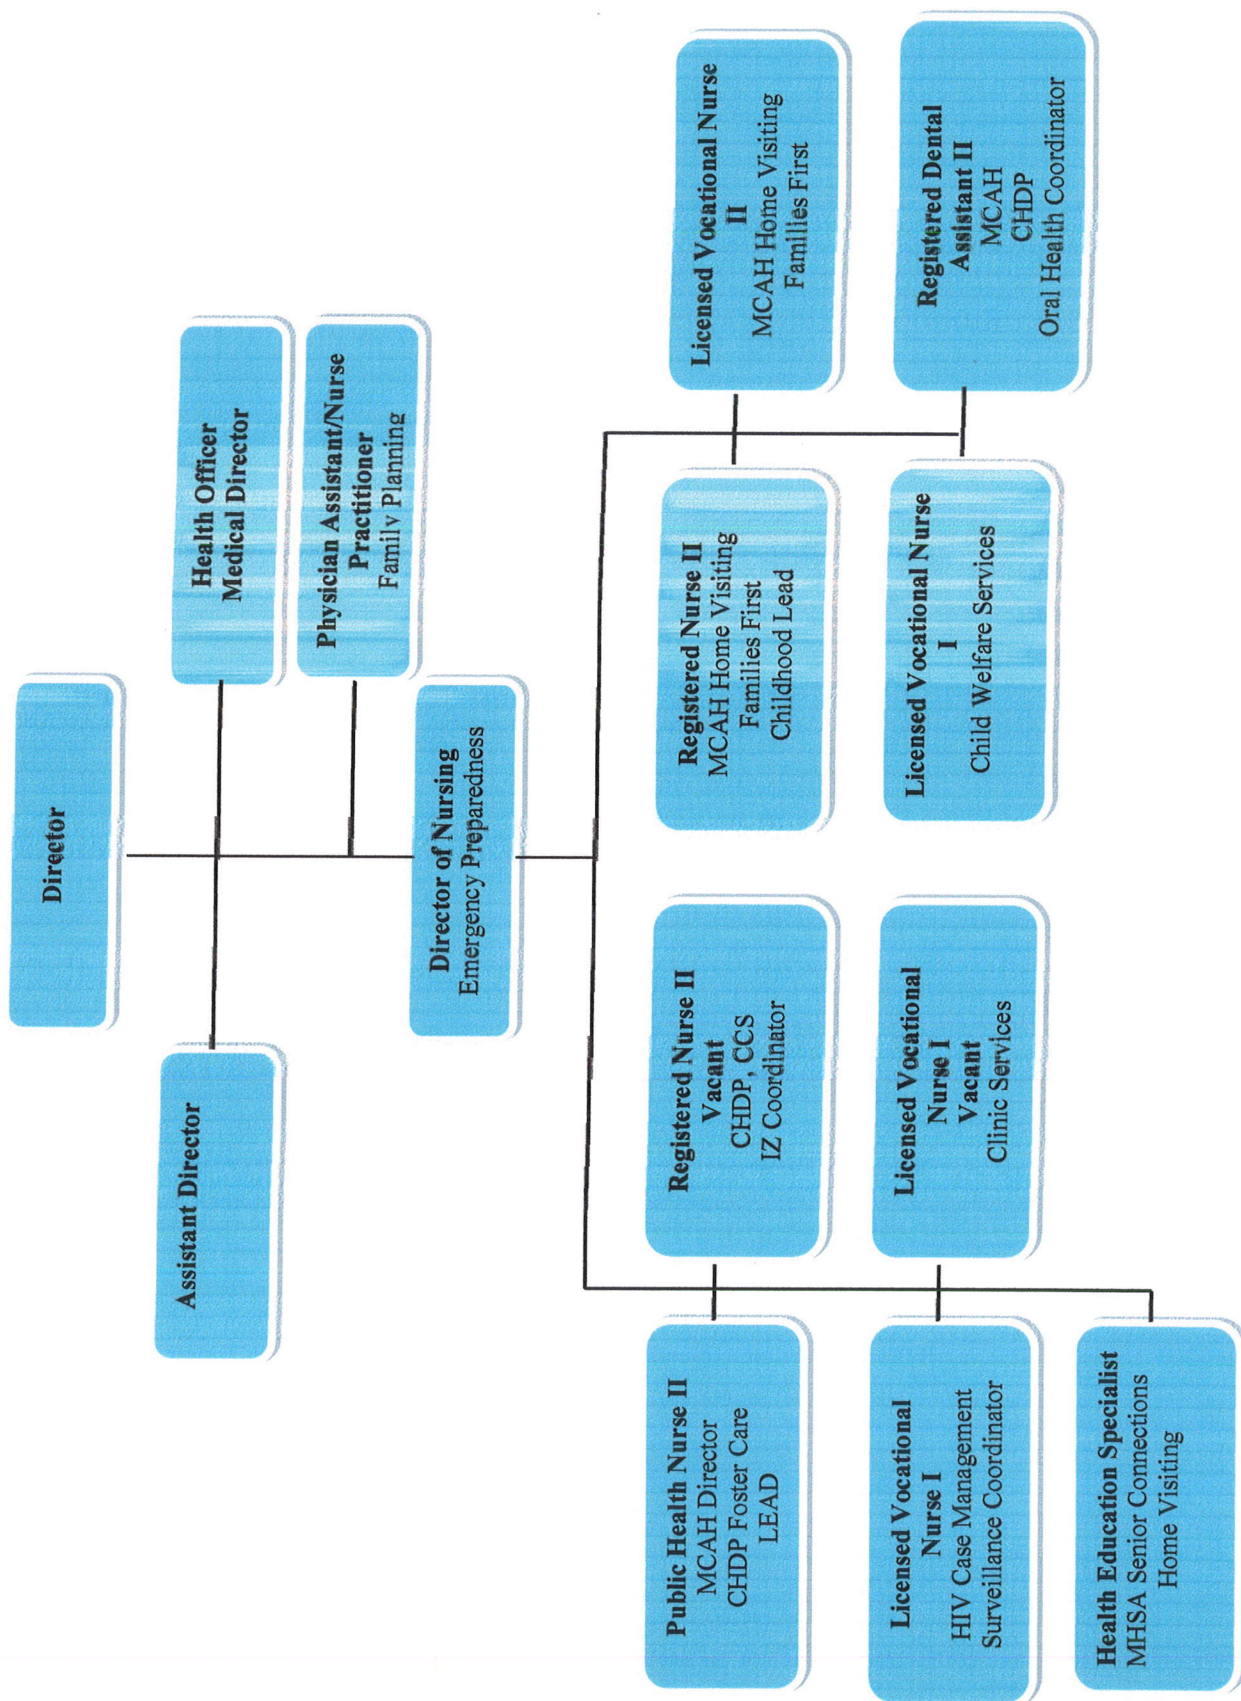 Director
Assistant Director
Health Officer
Medical Director
Physician Assistant/Nurse
Practitioner
Family Planning
Director of Nursing
Emergency Preparedness
Public Health Nurse II
MCAH Director
CHDP Foster Care
LEAD
Registered Nurse II
Vacant
CHDP, CCS
IZ Coordinator
Registered Nurse II
MCAH Home Visiting
Families First
Childhood Lead
Licensed Vocational Nurse
II
MCAH Home Visiting
Families First
Licensed Vocational
Nurse I
HIV Case Management
Surveillance Coordinator
Licensed Vocational
Nurse I
Vacant
Clinic Services
Licensed Vocational Nurse
I
Child Welfare Services
Registered Dental
Assistant II
MCAH
CHDP
Oral Health Coordinator
Health Education Specialist
MHSA Senior Connections
Home Visiting